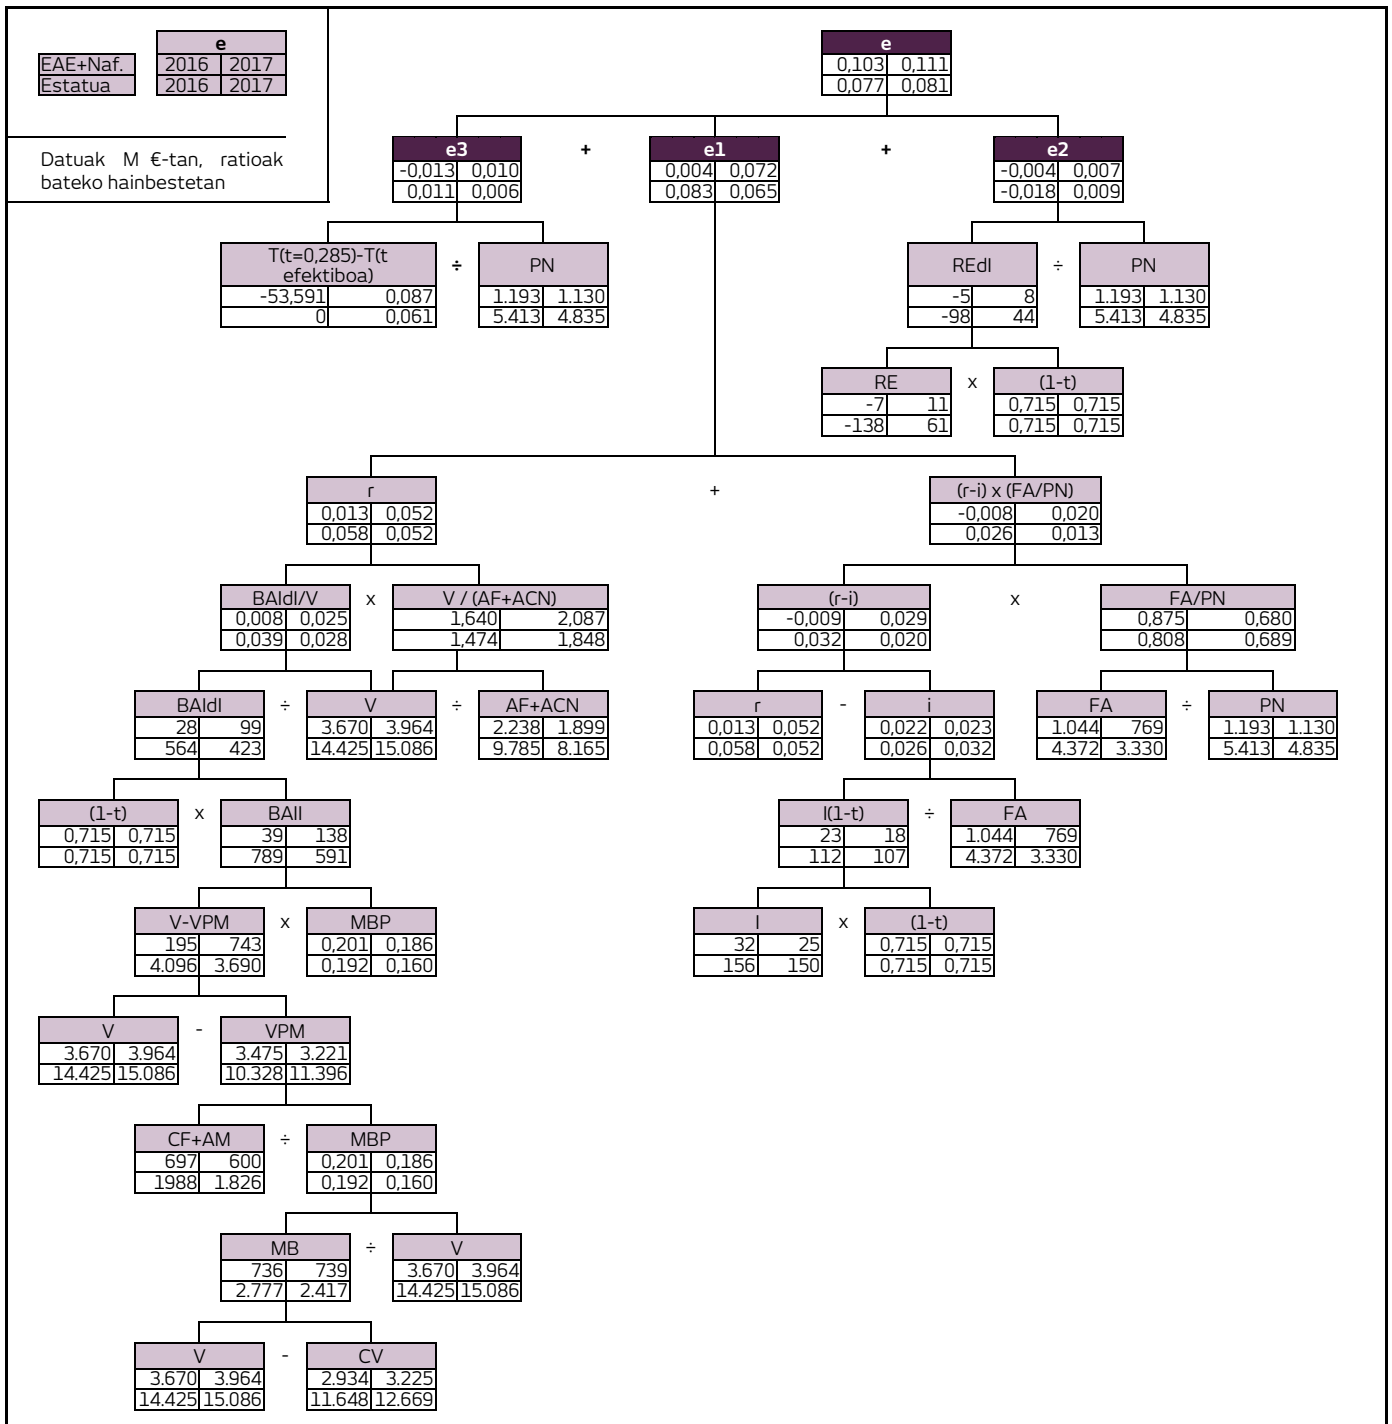 e
EAE+Naf. 2016 2017
Estatua 2016 2017
Datuak M €-tan, ratioak
bateko hainbestetan
e
0,103 0,111
0,077 0,081
e3 + e1 + e2
-0,013 0,010 0,004 0,072 -0,004 0,007
0,011 0,006 0,083 0,065 -0,018 0,009
T(t=0,285)-T(t
efektiboa) ÷ PN REdI ÷ PN
-53,591 0,087 1.193 1.130 -5 8 1.193 1.130
0 0,061 5.413 4.835 -98 44 5.413 4.835
RE x (1-t)
-7 11 0,715 0,715
-138 61 0,715 0,715
r + (r-i) x (FA/PN)
0,013 0,052 -0,008 0,020
0,058 0,052 0,026 0,013
BAIdI/V x V / (AF+ACN) (r-i) x FA/PN
0,008 0,025 1,640 2,087 -0,009 0,029 0,875 0,680
0,039 0,028 1,474 1,848 0,032 0,020 0,808 0,689
BAIdI ÷ V ÷ AF+ACN r - i FA ÷ PN
28 99 3.670 3.964 2.238 1.899 0,013 0,052 0,022 0,023 1.044 769 1.193 1.130
564 423 14.425 15.086 9.785 8.165 0,058 0,052 0,026 0,032 4.372 3.330 5.413 4.835
(1-t) x BAII I(1-t) ÷ FA
0,715 0,715 39 138 23 18 1.044 769
0,715 0,715 789 591 112 107 4.372 3.330
V-VPM x MBP I x (1-t)
195 743 0,201 0,186 32 25 0,715 0,715
4.096 3.690 0,192 0,160 156 150 0,715 0,715
V - VPM
3.670 3.964 3.475 3.221
14.425 15.086 10.328 11.396
CF+AM ÷ MBP
697 600 0,201 0,186
1988 1.826 0,192 0,160
MB ÷ V
736 739 3.670 3.964
2.777 2.417 14.425 15.086
V - CV
3.670 3.964 2.934 3.225
14.425 15.086 11.648 12.669